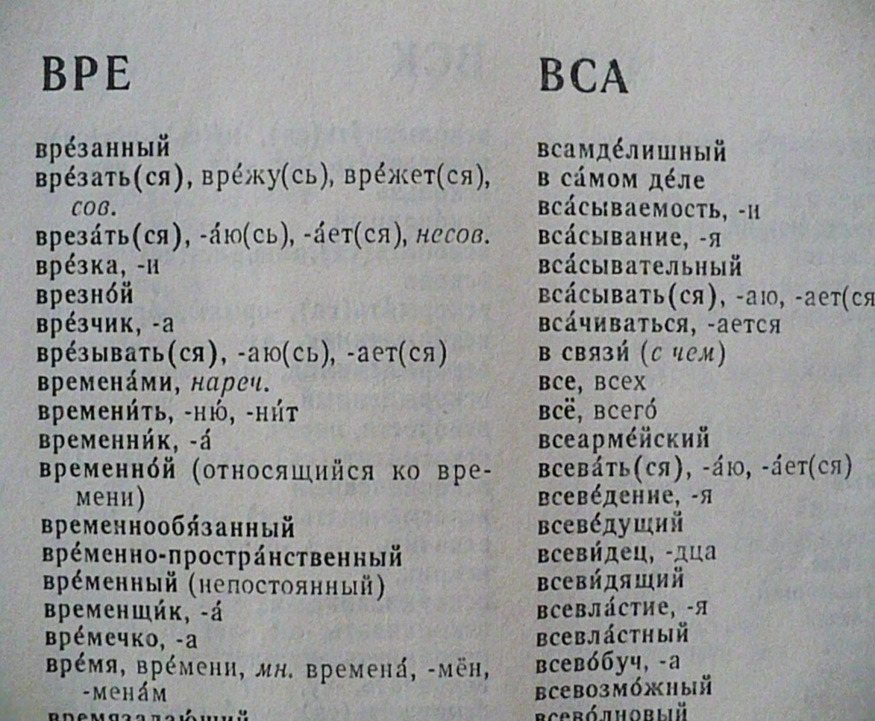 ВРЕ
вре́занный
вре́зать(ся), вре́жу(сь), вре́жет(ся),
сов.
вреза́ть(ся), -а́ю(сь), -а́ет(ся), несов.
вре́зка, -и
врезно́й
вре́зчик, -а
вре́зывать(ся), -аю(сь), -ает(ся)
времена́ми, нареч.
времени́ть, -ню́, -ни́т
временни́к, -а́
временно́й (относящийся ко вре-
мени)
временнообя́занный
вре́менно-простра́нственный
вре́менный (непостоянный)
временщи́к, -а́
вре́мечко, -а
вре́мя, вре́мени, мн. времена́, -мён,
-мена́м
времязадаю́щий
ВСА
всамде́лишный
в са́мом де́ле
вса́сываемость, -и
вса́сывание, -я
вса́сывательный
вса́сывать(ся), -аю, -ает(ся
вса́чиваться, -ается
в связи́ (с чем)
все, всех
всё, всего́
всеарме́йский
всева́ть(ся), -а́ю, -а́ет(ся)
всеве́дение, -я
всеве́дущий
всеви́дец, -дца
всеви́дящий
всевла́стие, -я
всевла́стный
всево́буч, -а
всевозмо́жный
всево́лновый